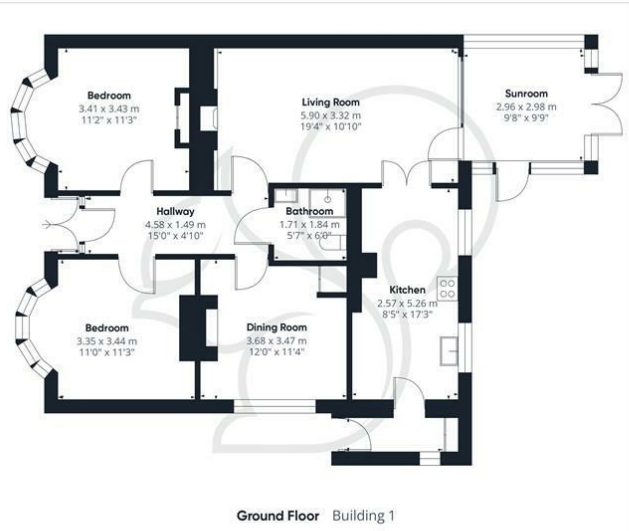 Bedroom
3.41 x 3.43 m
11'2" x 11'3"
Living Room
5.90 x 3.32 m
19'4" x 10'10"
Sunroom
2.96 x 2.98 m
9'8" x 9'9"
Hallway
4.58 x 1.49 m
15'0" x 4'10"
Bathroom
1.71 x 1.84 m
5'7" x 6'0"
Kitchen
2.57 x 5.26 m
8'5" x 17'3"
Bedroom
3.35 x 3.44 m
11'0" x 11'3"
Dining Room
3.68 x 3.47 m
12'0" x 11'4"
Ground Floor Building 1